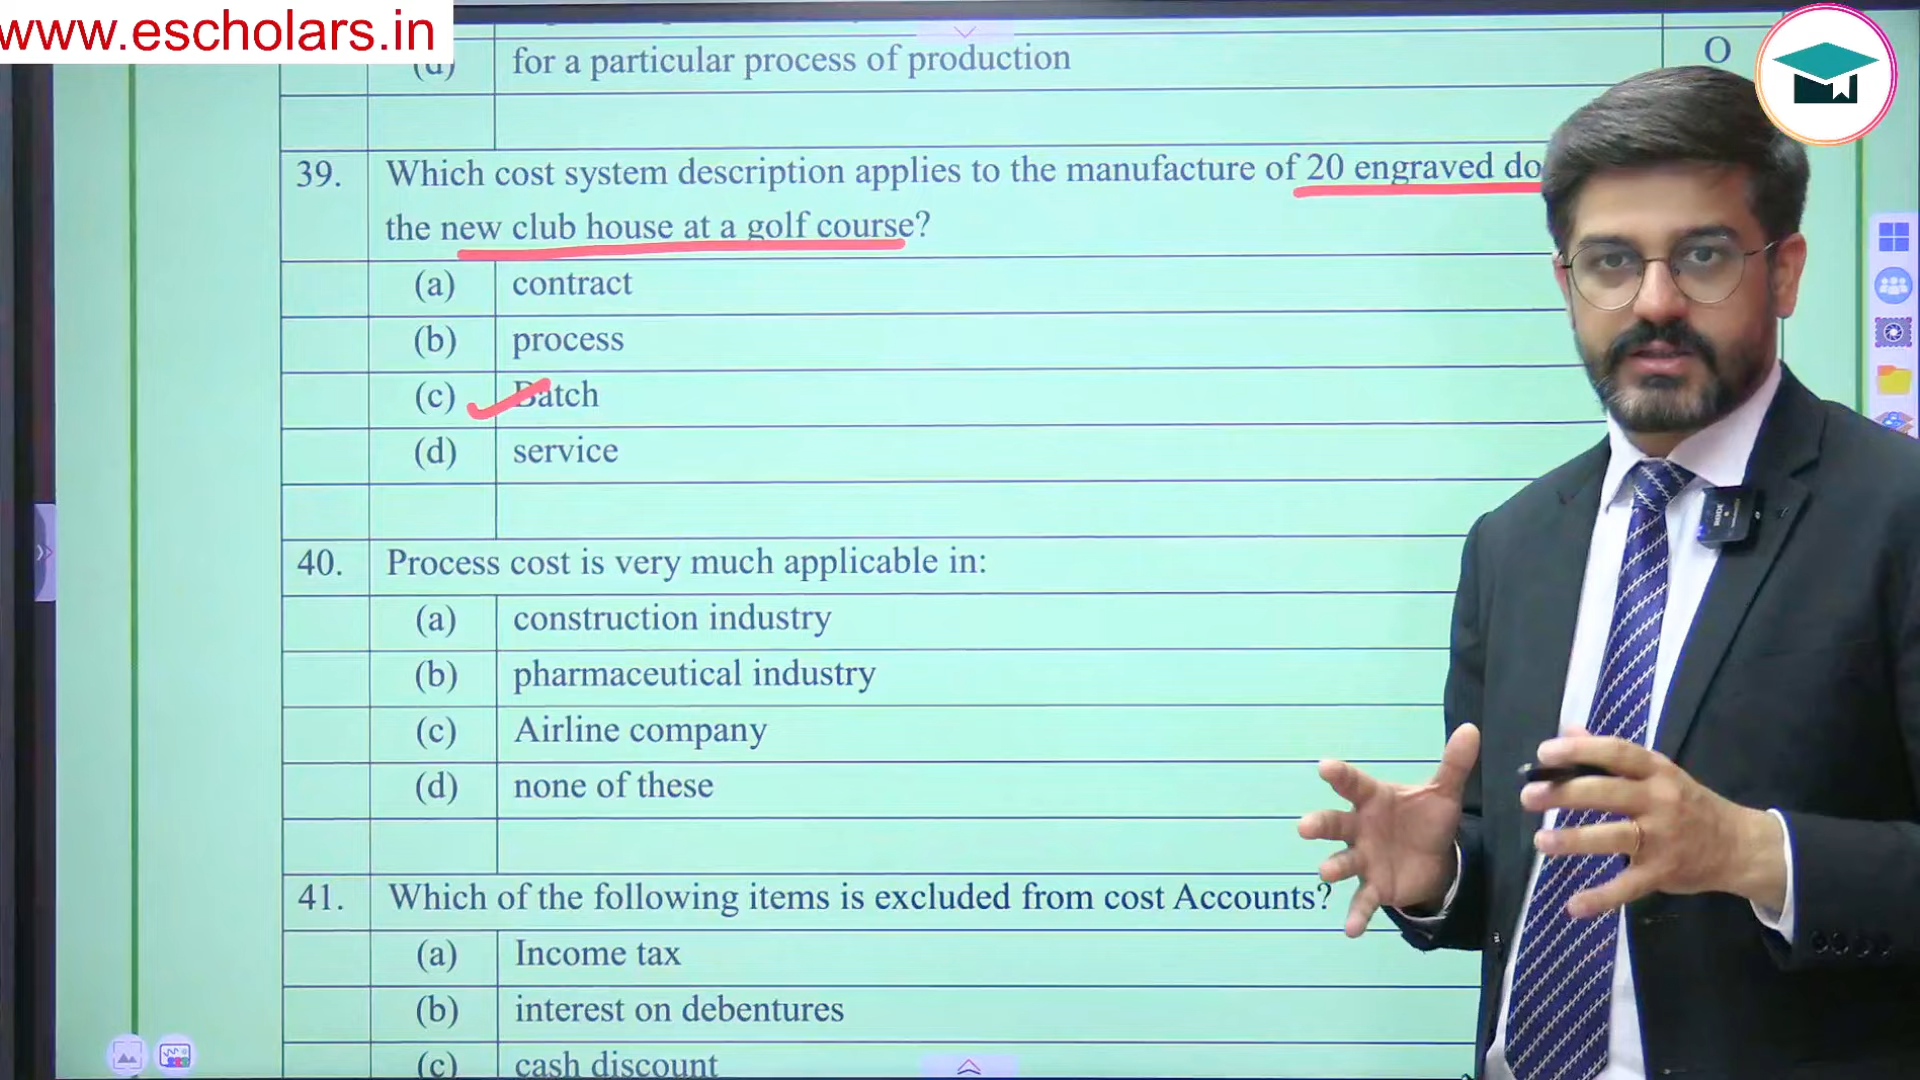 www.escholars.in
(d) for a particular process of production
39. Which cost system description applies to the manufacture of 20 engraved
the new club house at a golf course?
(a) contract
(b) process
(c) Batch
(d) service
40. Process cost is very much applicable in:
(a) construction industry
(b) pharmaceutical industry
(c) Airline company
(d) none of these
41. Which of the following items is excluded from cost Accounts?
(a) Income tax
(b) interest on debentures
(c) cash discount